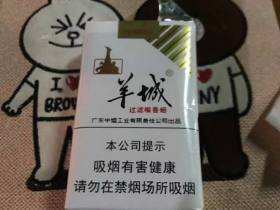 I
BROW
NY
羊城
过滤嘴香烟
广东中烟工业有限责任公司出品
本公司提示
吸烟有害健康
请勿在禁烟场所吸烟